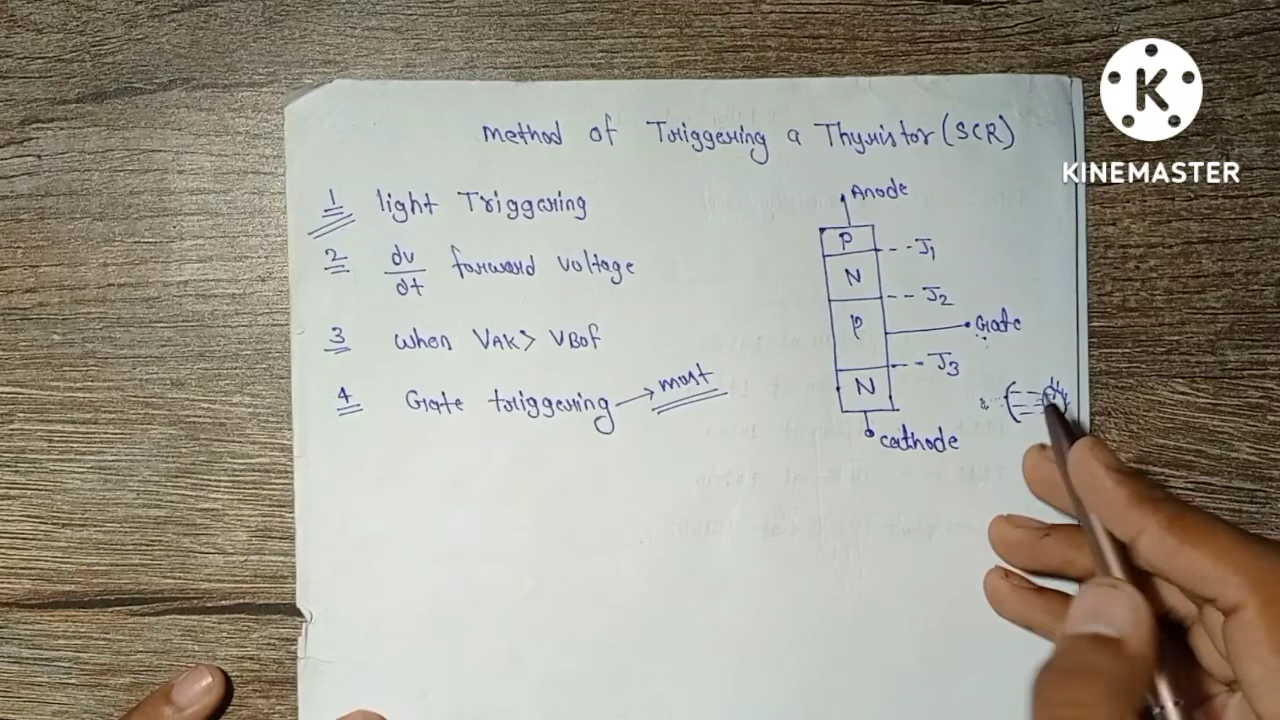 Method of Triggering a Thyristor (SCR)
1 light Triggering
2 dv/dt forward voltage
3 when VAK > VBof
4 Gate triggering → most
Anode
P
J1
N
J2
P
Gate
J3
N
cathode
K
KINEMASTER